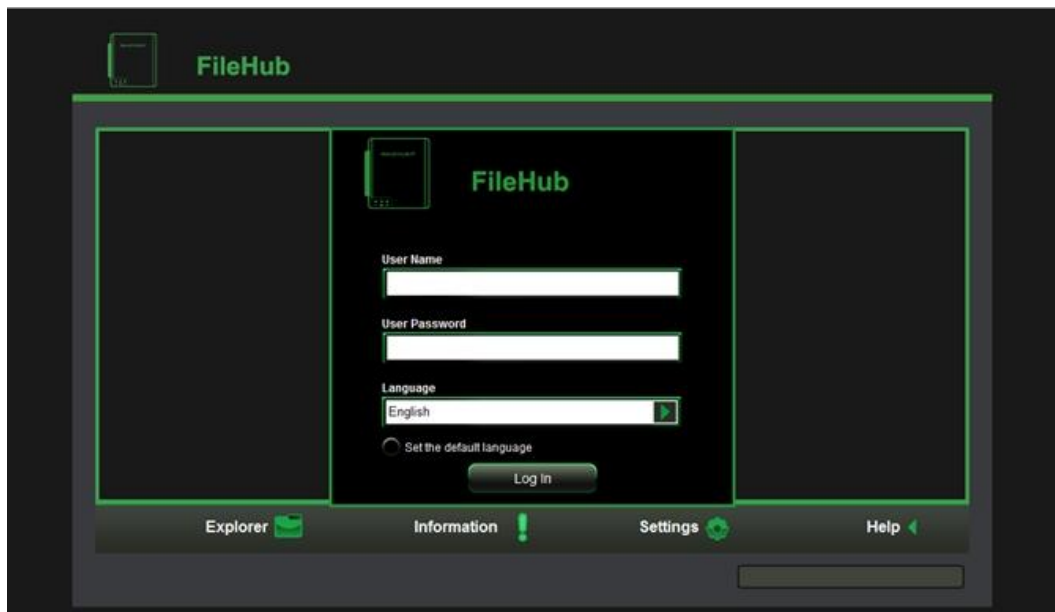 FileHub
FileHub
User Name
User Password
Language
English
Set the default language
Log In
Explorer
Information
Settings
Help